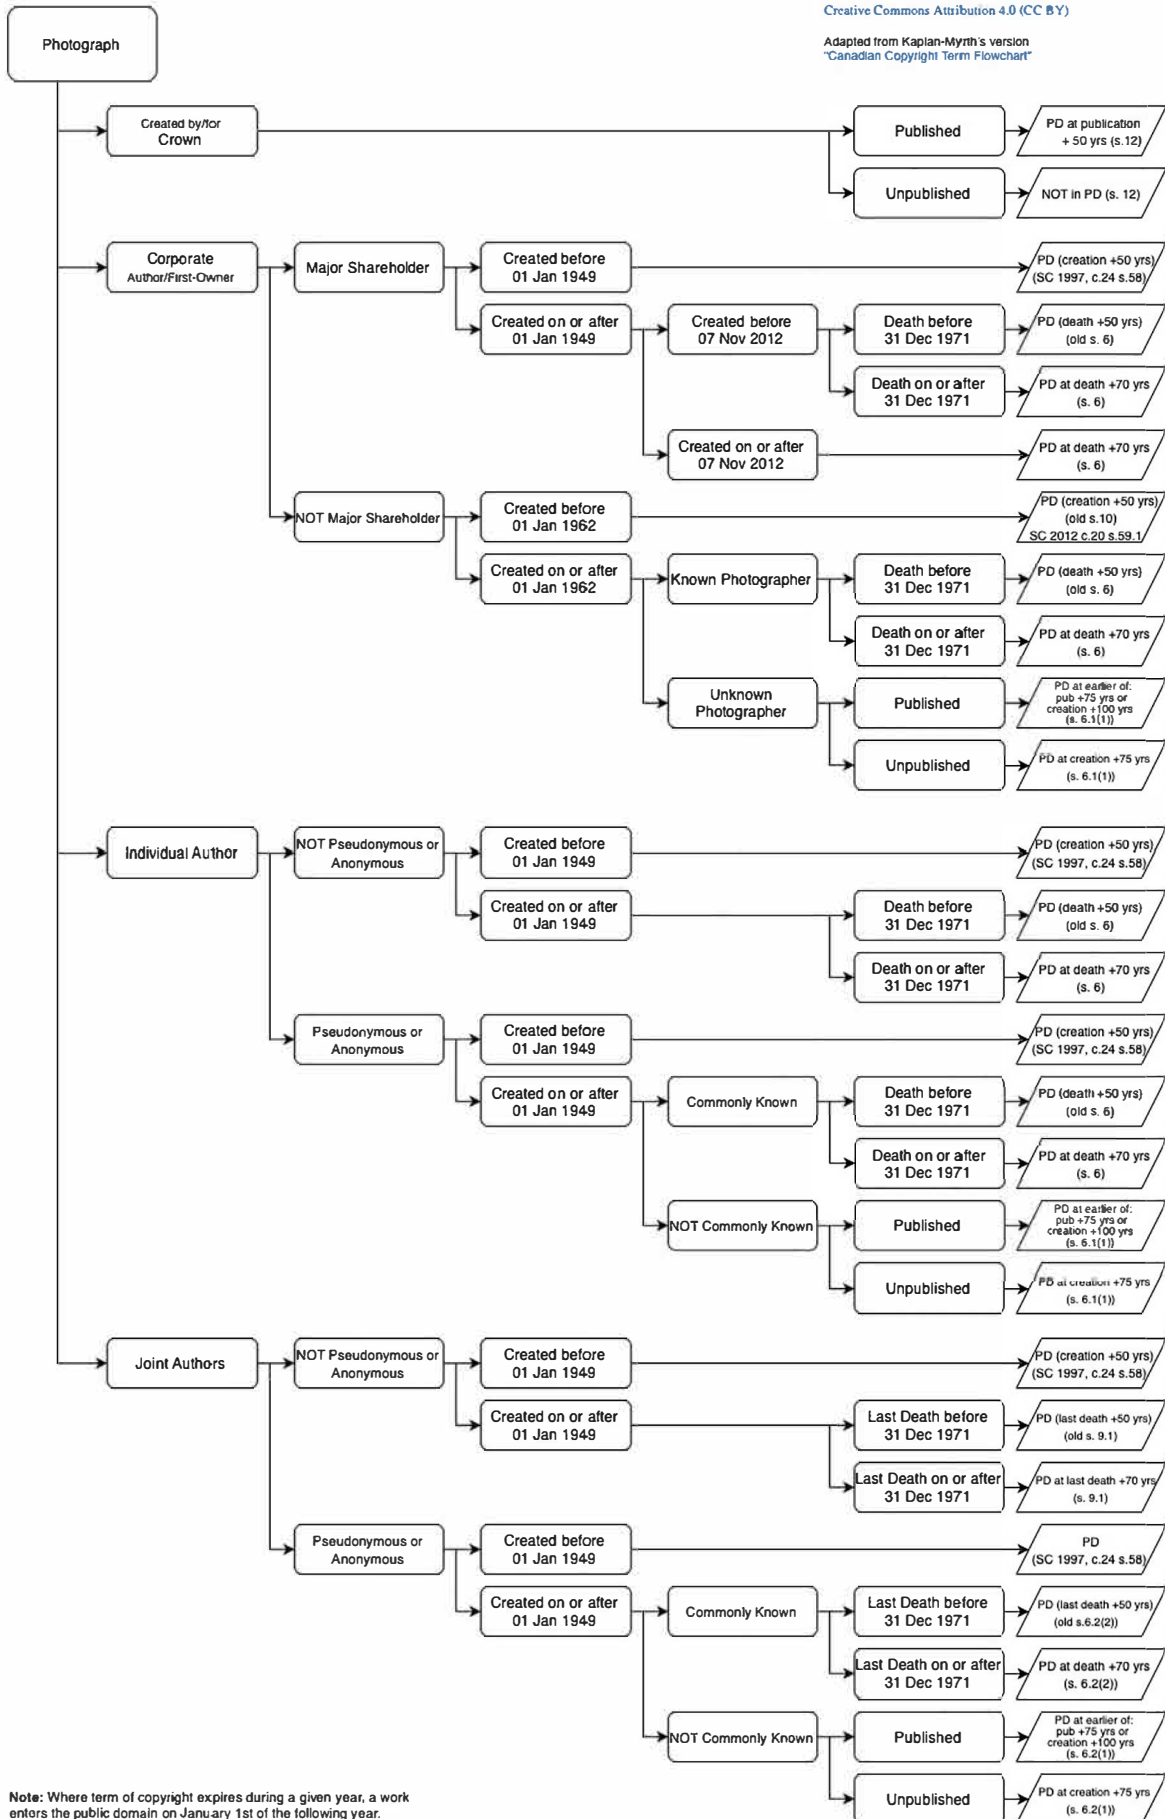 Creative Commons Attribution 4.0 (CC BY)
Adapted from Kaplan-Myrth's version
"Canadian Copyright Term Flowchart"
Photograph
Created by/for
Crown
Published
PD at publication
+ 50 yrs (s.12)
Unpublished
NOT in PD (s. 12)
Corporate
Author/First-Owner
Major Shareholder
Created before
01 Jan 1949
PD (creation +50 yrs)
(SC 1997, c.24 s.58)
Created on or after
01 Jan 1949
Created before
07 Nov 2012
Death before
31 Dec 1971
PD (death +50 yrs)
(old s. 6)
Death on or after
31 Dec 1971
PD at death +70 yrs
(s. 6)
Created on or after
07 Nov 2012
PD at death +70 yrs
(s. 6)
NOT Major Shareholder
Created before
01 Jan 1962
PD (creation +50 yrs)
(old s.10)
SC 2012 c.20 s.59.1
Created on or after
01 Jan 1962
Known Photographer
Death before
31 Dec 1971
PD (death +50 yrs)
(old s. 6)
Death on or after
31 Dec 1971
PD at death +70 yrs
(s. 6)
Unknown
Photographer
Published
PD at earlier of:
pub +75 yrs or
creation +100 yrs
(s. 6.1(1))
Unpublished
PD at creation +75 yrs
(s. 6.1(1))
Individual Author
NOT Pseudonymous or
Anonymous
Created before
01 Jan 1949
PD (creation +50 yrs)
(SC 1997, c.24 s.58)
Created on or after
01 Jan 1949
Death before
31 Dec 1971
PD (death +50 yrs)
(old s. 6)
Death on or after
31 Dec 1971
PD at death +70 yrs
(s. 6)
Pseudonymous or
Anonymous
Created before
01 Jan 1949
PD (creation +50 yrs)
(SC 1997, c.24 s.58)
Created on or after
01 Jan 1949
Commonly Known
Death before
31 Dec 1971
PD (death +50 yrs)
(old s. 6)
Death on or after
31 Dec 1971
PD at death +70 yrs
(s. 6)
NOT Commonly Known
Published
PD at earlier of:
pub +75 yrs or
creation +100 yrs
(s. 6.1(1))
Unpublished
PD at creation +75 yrs
(s. 6.1(1))
Joint Authors
NOT Pseudonymous or
Anonymous
Created before
01 Jan 1949
PD (creation +50 yrs)
(SC 1997, c.24 s.58)
Created on or after
01 Jan 1949
Last Death before
31 Dec 1971
PD (last death +50 yrs)
(old s. 9.1)
Last Death on or after
31 Dec 1971
PD at last death +70 yrs
(s. 9.1)
Pseudonymous or
Anonymous
Created before
01 Jan 1949
PD
(SC 1997, c.24 s.58)
Created on or after
01 Jan 1949
Commonly Known
Last Death before
31 Dec 1971
PD (last death +50 yrs)
(old s.6.2(2))
Last Death on or after
31 Dec 1971
PD at death +70 yrs
(s. 6.2(2))
NOT Commonly Known
Published
PD at earlier of:
pub +75 yrs or
creation +100 yrs
(s. 6.2(1))
Unpublished
PD at creation +75 yrs
(s. 6.2(1))
Note: Where term of copyright expires during a given year, a work
enters the public domain on January 1st of the following year.